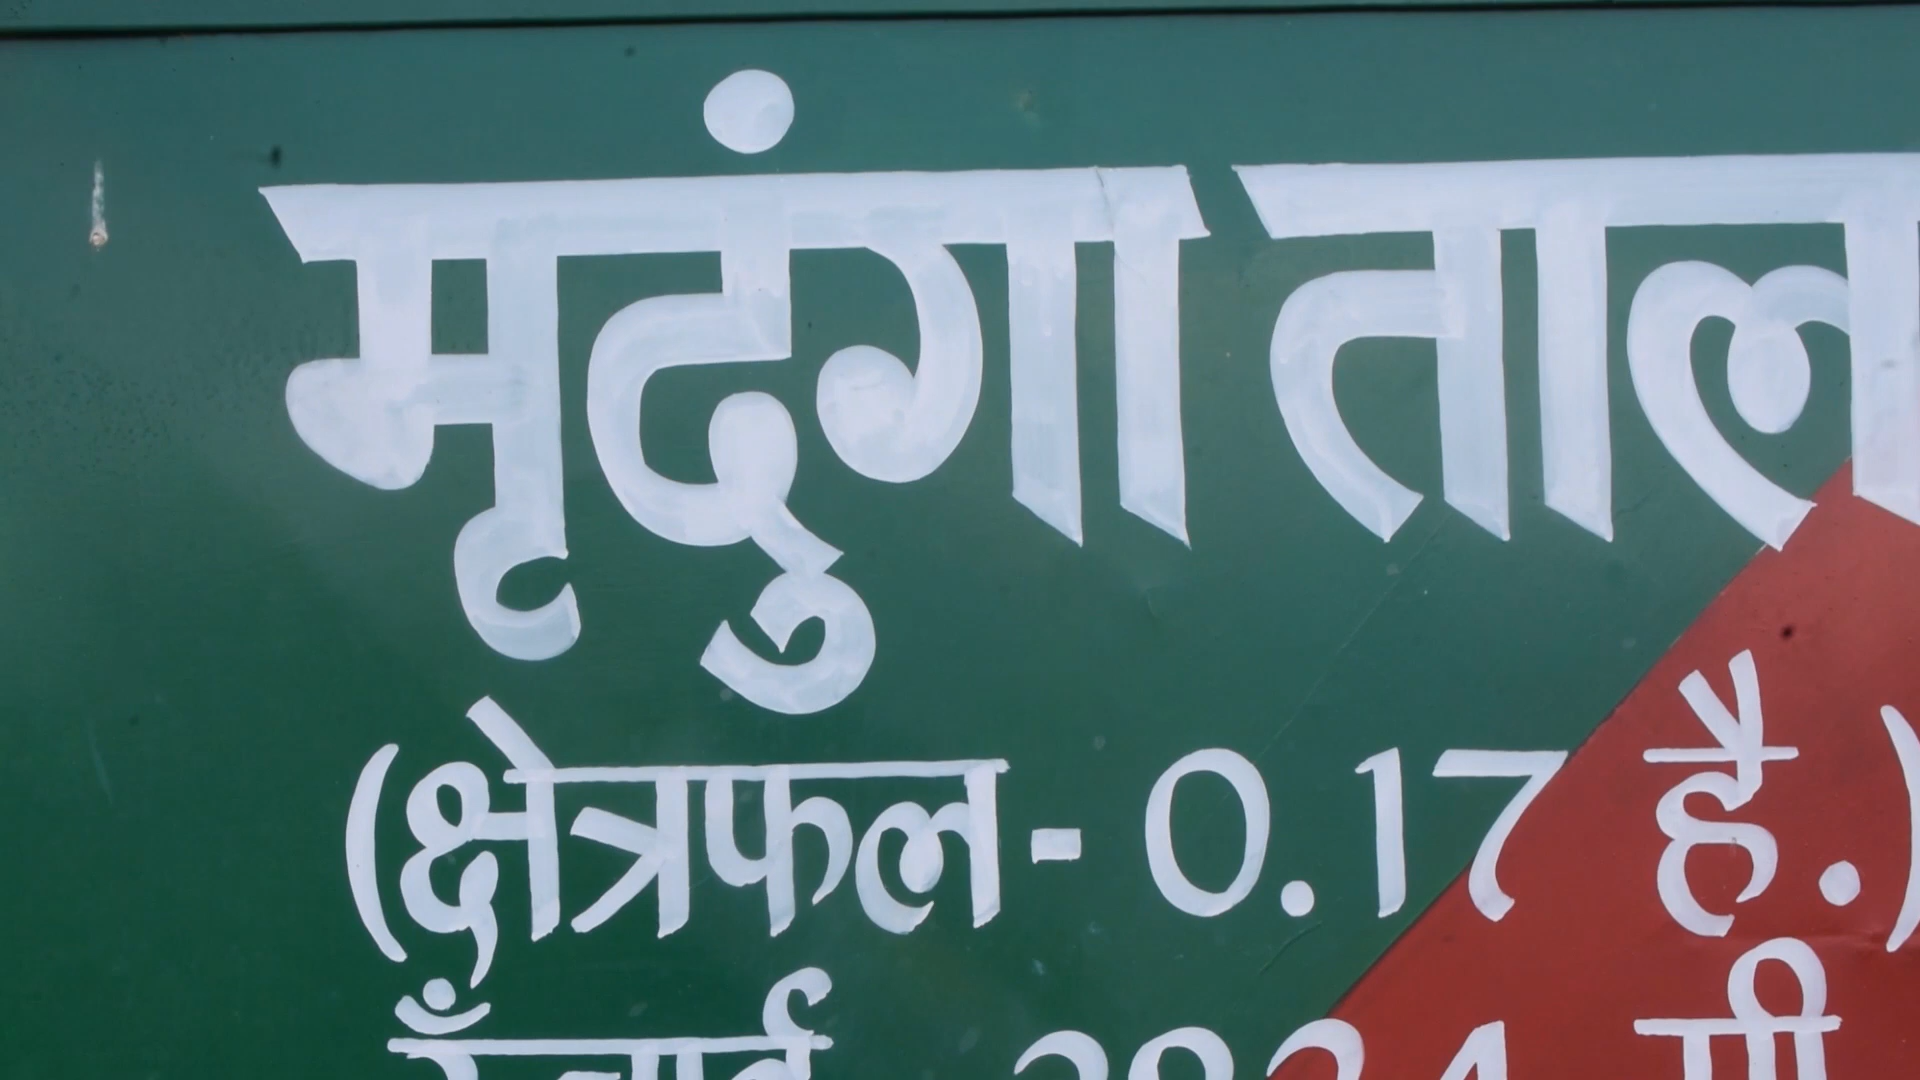 मृदुंगा ताल
(क्षेत्रफल- 0.17 है.)
ऊँचाई